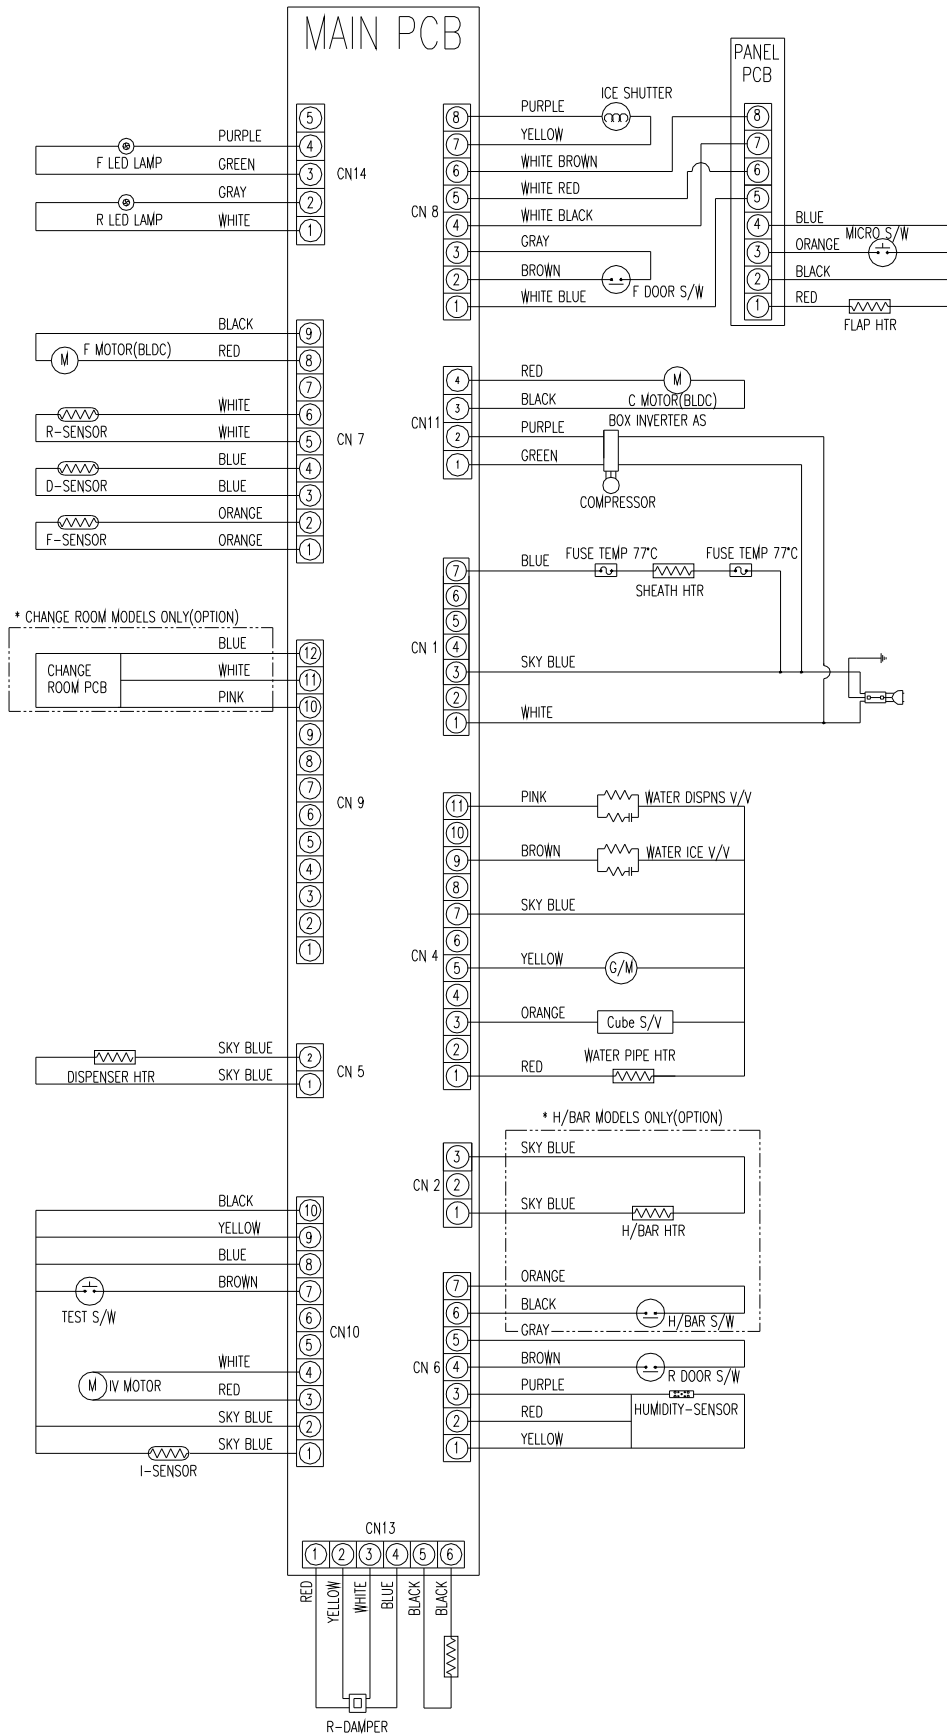 MAIN PCB
PANEL
PCB
CN14
5
4
3
2
1
PURPLE
GREEN
GRAY
WHITE
F LED LAMP
R LED LAMP
CN 8
8
7
6
5
4
3
2
1
PURPLE
YELLOW
WHITE BROWN
WHITE RED
WHITE BLACK
GRAY
BROWN
WHITE BLUE
ICE SHUTTER
F DOOR S/W
8
7
6
5
4
3
2
1
BLUE
ORANGE
BLACK
RED
MICRO S/W
FLAP HTR
CN 7
9
8
7
6
5
4
3
2
1
BLACK
RED
WHITE
WHITE
BLUE
BLUE
ORANGE
ORANGE
M
F MOTOR(BLDC)
R-SENSOR
D-SENSOR
F-SENSOR
CN11
4
3
2
1
RED
BLACK
PURPLE
GREEN
M
C MOTOR(BLDC)
BOX INVERTER AS
COMPRESSOR
CN 1
7
6
5
4
3
2
1
BLUE
SKY BLUE
WHITE
FUSE TEMP 77°C
FUSE TEMP 77°C
SHEATH HTR
* CHANGE ROOM MODELS ONLY(OPTION)
CHANGE
ROOM PCB
BLUE
WHITE
PINK
CN 9
12
11
10
9
8
7
6
5
4
3
2
1
CN 4
11
10
9
8
7
6
5
4
3
2
1
PINK
BROWN
SKY BLUE
YELLOW
ORANGE
RED
WATER DISPNS V/V
WATER ICE V/V
G/M
Cube S/V
WATER PIPE HTR
CN 5
2
1
SKY BLUE
SKY BLUE
DISPENSER HTR
* H/BAR MODELS ONLY(OPTION)
CN 2
3
2
1
SKY BLUE
SKY BLUE
H/BAR HTR
CN10
10
9
8
7
6
5
4
3
2
1
BLACK
YELLOW
BLUE
BROWN
WHITE
RED
SKY BLUE
SKY BLUE
TEST S/W
M
IV MOTOR
I-SENSOR
CN 6
7
6
5
4
3
2
1
ORANGE
BLACK
GRAY
BROWN
PURPLE
RED
YELLOW
H/BAR S/W
R DOOR S/W
HUMIDITY-SENSOR
CN13
1
2
3
4
5
6
RED
YELLOW
WHITE
BLUE
BLACK
BLACK
R-DAMPER